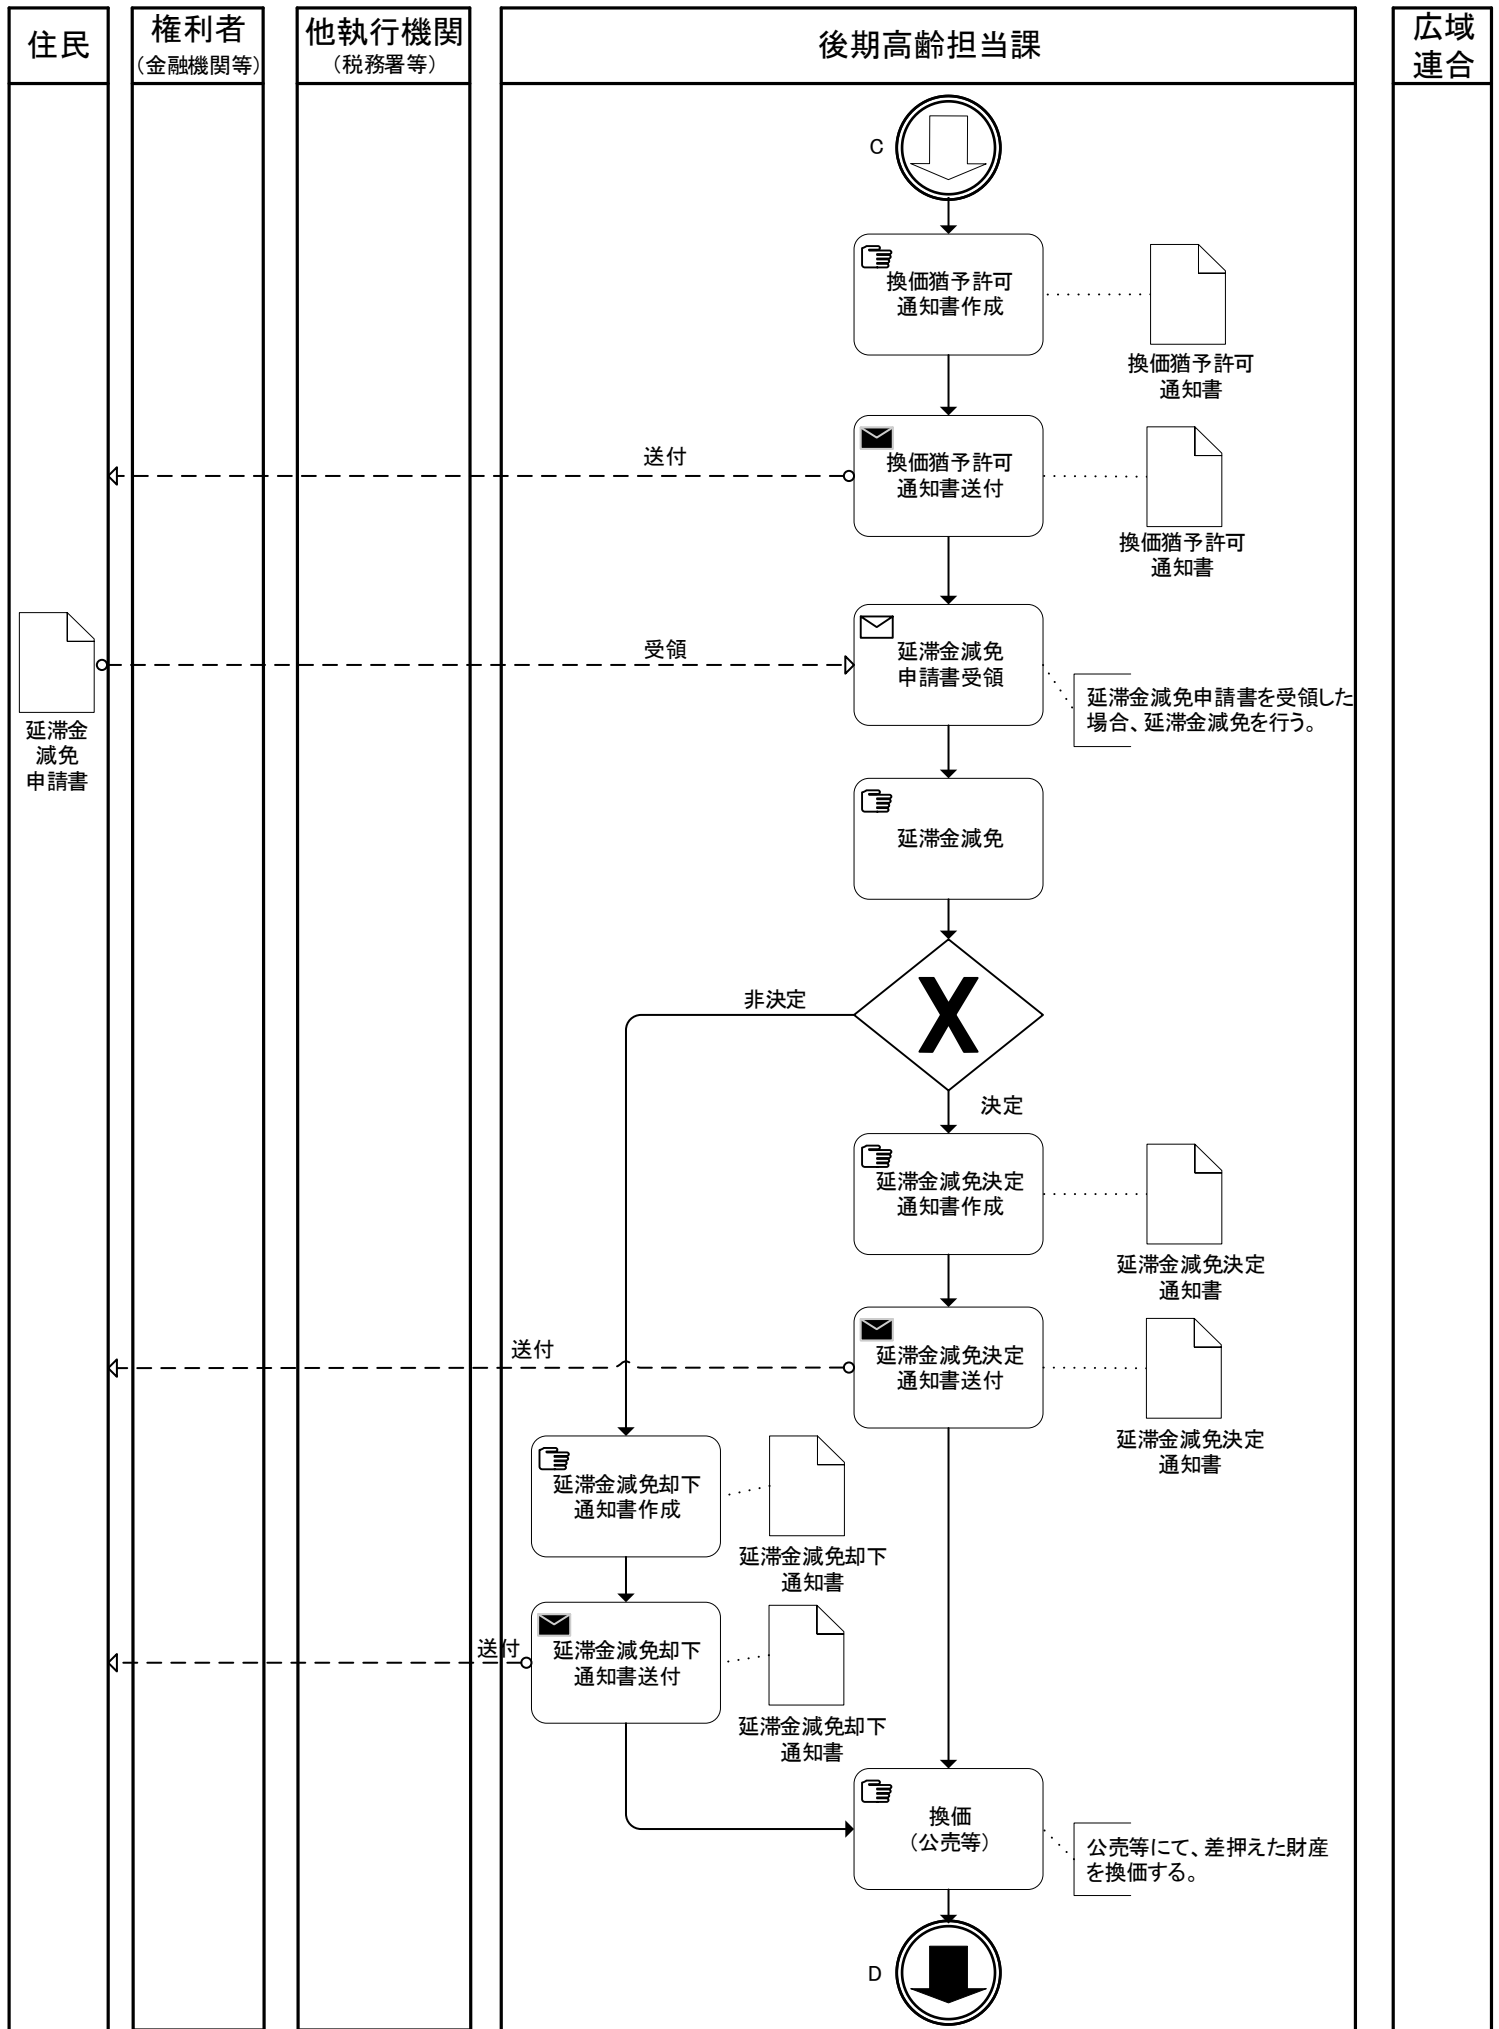 住民
権利者
（金融機関等）
他執行機関
（税務署等）
後期高齢担当課
広域
連合
C
換価猶予許可
通知書作成
換価猶予許可
通知書
送付
換価猶予許可
通知書送付
換価猶予許可
通知書
延滞金
減免
申請書
受領
延滞金減免
申請書受領
延滞金減免申請書を受領した
場合、延滞金減免を行う。
延滞金減免
X
非決定
決定
延滞金減免決定
通知書作成
延滞金減免決定
通知書
送付
延滞金減免決定
通知書送付
延滞金減免決定
通知書
延滞金減免却下
通知書作成
延滞金減免却下
通知書
送付
延滞金減免却下
通知書送付
延滞金減免却下
通知書
換価
（公売等）
公売等にて、差押えた財産
を換価する。
D